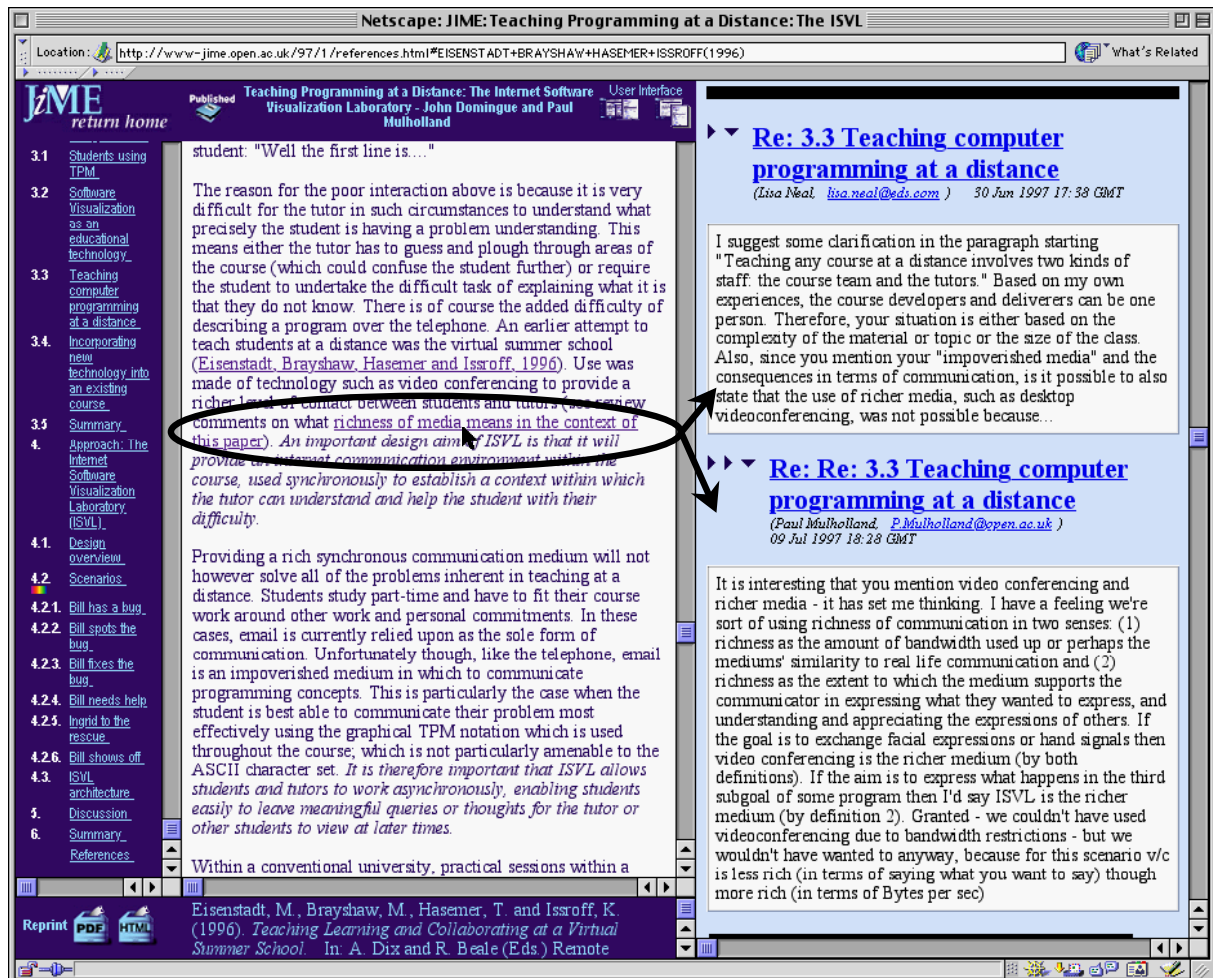 Netscape: JIME: Teaching Programming at a Distance: The ISVL
Location: http://www-jime.open.ac.uk/97/1/references.html#EISENSTADT+BRAYSHAW+HASEMER+ISSROFF(1996)
What's Related
JiME
return home
Published
Teaching Programming at a Distance: The Internet Software
Visualization Laboratory - John Domingue and Paul
Mulholland
User Interface
3.1 Students using
TPM
3.2 Software
Visualization
as an
educational
technology
3.3 Teaching
computer
programming
at a distance
3.4. Incorporating
new
technology into
an existing
course
3.5 Summary
4. Approach: The
Internet
Software
Visualization
Laboratory
(ISVL)
4.1. Design
overview
4.2 Scenarios
4.2.1. Bill has a bug
4.2.2. Bill spots the
bug
4.2.3. Bill fixes the
bug
4.2.4. Bill needs help
4.2.5. Ingrid to the
rescue
4.2.6. Bill shows off
4.3. ISVL
architecture
5. Discussion
6. Summary
References
student: "Well the first line is...."
The reason for the poor interaction above is because it is very
difficult for the tutor in such circumstances to understand what
precisely the student is having a problem understanding. This
means either the tutor has to guess and plough through areas of
the course (which could confuse the student further) or require
the student to undertake the difficult task of explaining what it is
that they do not know. There is of course the added difficulty of
describing a program over the telephone. An earlier attempt to
teach students at a distance was the virtual summer school
(Eisenstadt, Brayshaw, Hasemer and Issroff, 1996). Use was
made of technology such as video conferencing to provide a
richer level of contact between students and tutors (see review
comments on what richness of media means in the context of
this paper). An important design aim of ISVL is that it will
provide an internet communication environment within the
course, used synchronously to establish a context within which
the tutor can understand and help the student with their
difficulty.
Providing a rich synchronous communication medium will not
however solve all of the problems inherent in teaching at a
distance. Students study part-time and have to fit their course
work around other work and personal commitments. In these
cases, email is currently relied upon as the sole form of
communication. Unfortunately though, like the telephone, email
is an impoverished medium in which to communicate
programming concepts. This is particularly the case when the
student is best able to communicate their problem most
effectively using the graphical TPM notation which is used
throughout the course; which is not particularly amenable to the
ASCII character set. It is therefore important that ISVL allows
students and tutors to work asynchronously, enabling students
easily to leave meaningful queries or thoughts for the tutor or
other students to view at later times.
Within a conventional university, practical sessions within a
Re: 3.3 Teaching computer
programming at a distance
(Lisa Neal, lisa.neal@eds.com ) 30 Jun 1997 17:38 GMT
I suggest some clarification in the paragraph starting
"Teaching any course at a distance involves two kinds of
staff: the course team and the tutors." Based on my own
experiences, the course developers and deliverers can be one
person. Therefore, your situation is either based on the
complexity of the material or topic or the size of the class.
Also, since you mention your "impoverished media" and the
consequences in terms of communication, is it possible to also
state that the use of richer media, such as desktop
videoconferencing, was not possible because...
Re: Re: 3.3 Teaching computer
programming at a distance
(Paul Mulholland, P.Mulholland@open.ac.uk )
09 Jul 1997 18:28 GMT
It is interesting that you mention video conferencing and
richer media - it has set me thinking. I have a feeling we're
sort of using richness of communication in two senses: (1)
richness as the amount of bandwidth used up or perhaps the
mediums' similarity to real life communication and (2)
richness as the extent to which the medium supports the
communicator in expressing what they wanted to express, and
understanding and appreciating the expressions of others. If
the goal is to exchange facial expressions or hand signals then
video conferencing is the richer medium (by both
definitions). If the aim is to express what happens in the third
subgoal of some program then I'd say ISVL is the richer
medium (by definition 2). Granted - we couldn't have used
videoconferencing due to bandwidth restrictions - but we
wouldn't have wanted to anyway, because for this scenario v/c
is less rich (in terms of saying what you want to say) though
more rich (in terms of Bytes per sec)
Reprint PDF HTML
Eisenstadt, M., Brayshaw, M., Hasemer, T. and Issroff, K.
(1996). Teaching Learning and Collaborating at a Virtual
Summer School. In: A. Dix and R. Beale (Eds.) Remote